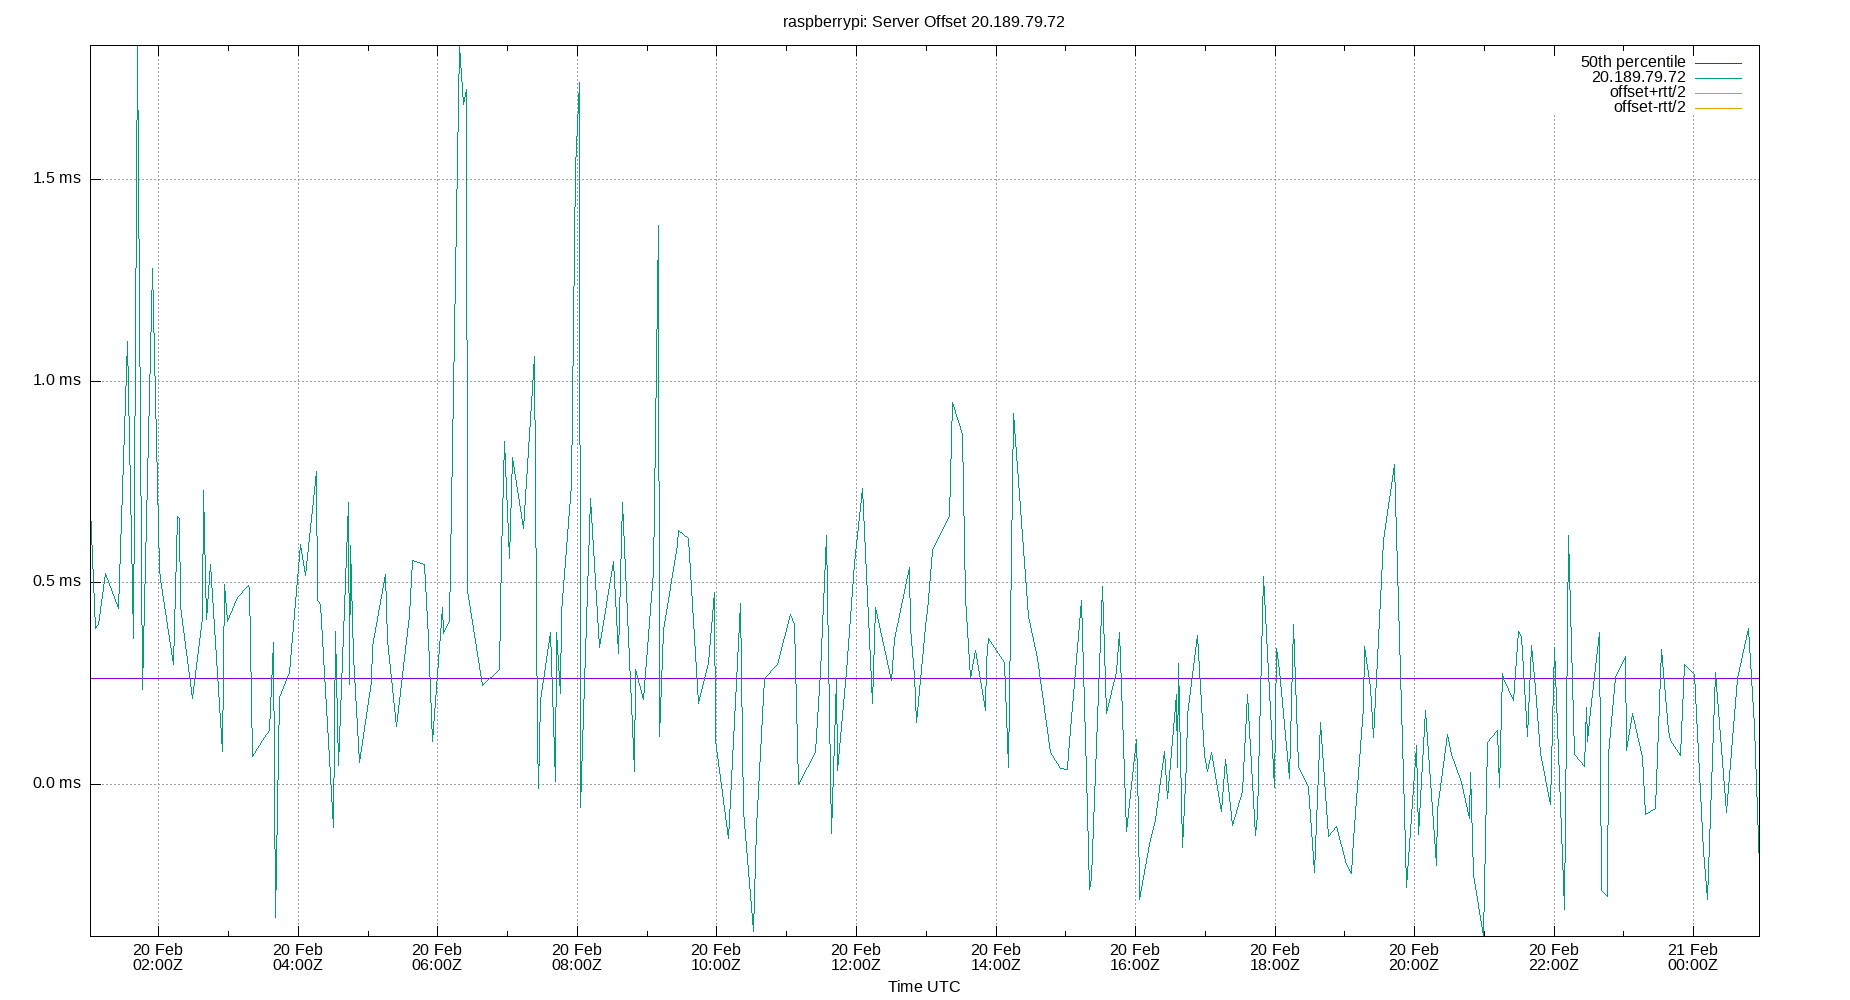 raspberrypi: Server Offset 20.189.79.72
50th percentile
20.189.79.72
offset+rtt/2
offset-rtt/2
1.5 ms
1.0 ms
0.5 ms
0.0 ms
20 Feb 20 Feb 20 Feb 20 Feb 20 Feb 20 Feb 20 Feb 20 Feb 20 Feb 20 Feb 20 Feb 21 Feb
02:00Z 04:00Z 06:00Z 08:00Z 10:00Z 12:00Z 14:00Z 16:00Z 18:00Z 20:00Z 22:00Z 00:00Z
Time UTC